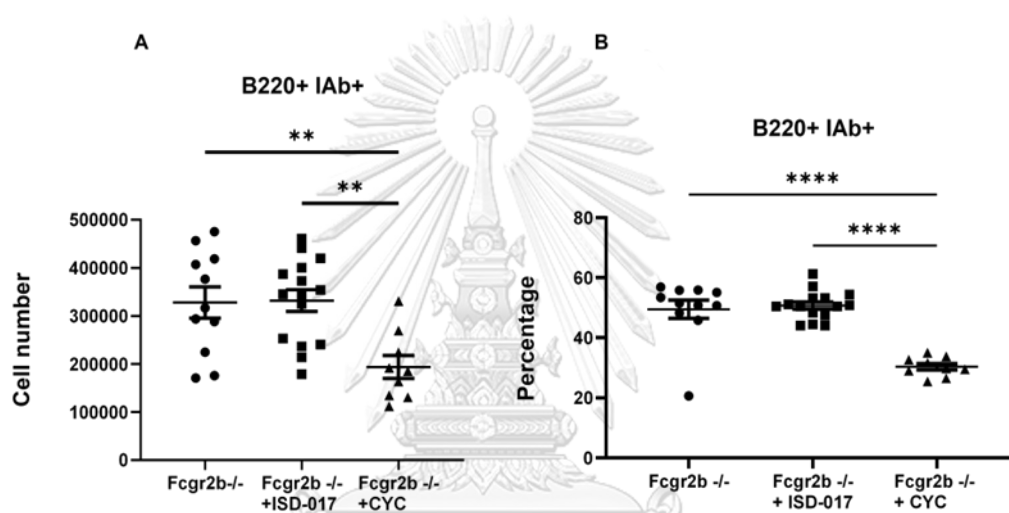 A
B220+ IAb+
**
**
Cell number
500000
400000
300000
200000
100000
0
Fcgr2b-/-
Fcgr2b -/-
+ISD-017
Fcgr2b -/-
+CYC
B
B220+ IAb+
****
****
Percentage
80
60
40
20
0
Fcgr2b -/-
Fcgr2b -/-
+ ISD-017
Fcgr2b -/-
+ CYC